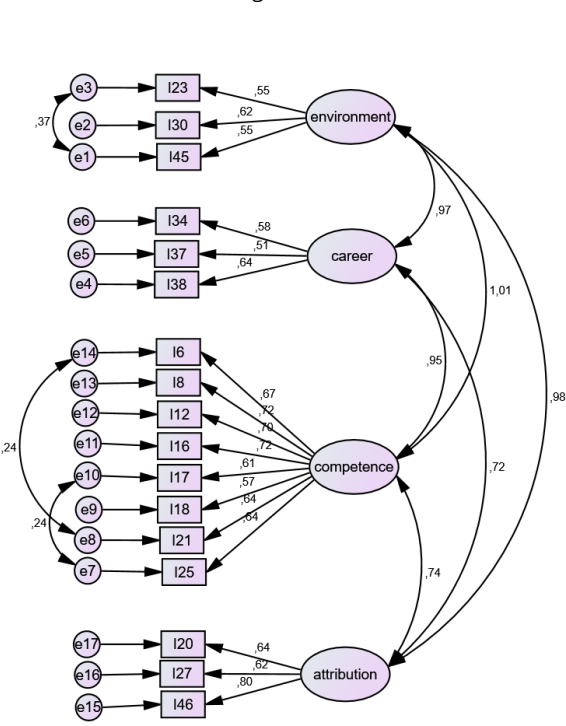 e3 I23 ,55
,37 e2 I30 ,62 environment
e1 I45 ,55
,97
e6 I34 ,58
e5 I37 ,51 career
e4 I38 ,64
1,01
,95
e14 I6 ,67
e13 I8 ,72
e12 I12 ,70
e11 I16 ,72
,24 e10 I17 ,61 competence
e9 I18 ,57
,24 e8 I21 ,64
e7 I25 ,64
,98
,72
,74
e17 I20 ,64
e16 I27 ,62 attribution
e15 I46 ,80